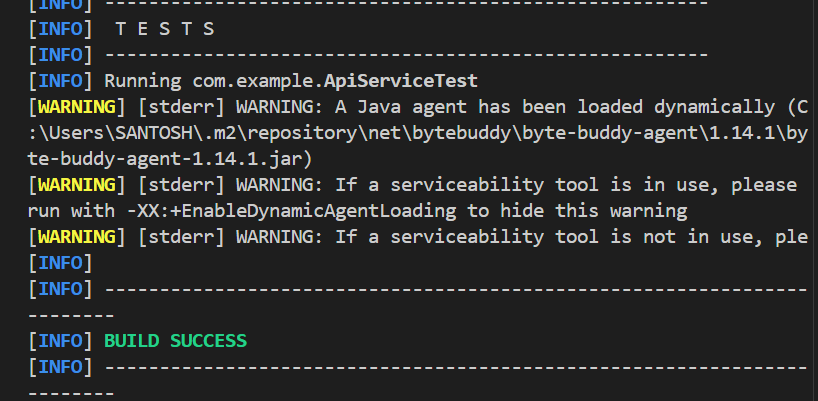 [INFO] -------------------------------------------------------
[INFO]  T E S T S
[INFO] -------------------------------------------------------
[INFO] Running com.example.ApiServiceTest
[WARNING] [stderr] WARNING: A Java agent has been loaded dynamically (C
:\Users\SANTOSH\.m2\repository\net\bytebuddy\byte-buddy-agent\1.14.1\by
te-buddy-agent-1.14.1.jar)
[WARNING] [stderr] WARNING: If a serviceability tool is in use, please
run with -XX:+EnableDynamicAgentLoading to hide this warning
[WARNING] [stderr] WARNING: If a serviceability tool is not in use, ple
[INFO]
[INFO] ----------------------------------------------------------------
--------
[INFO] BUILD SUCCESS
[INFO] ----------------------------------------------------------------
--------